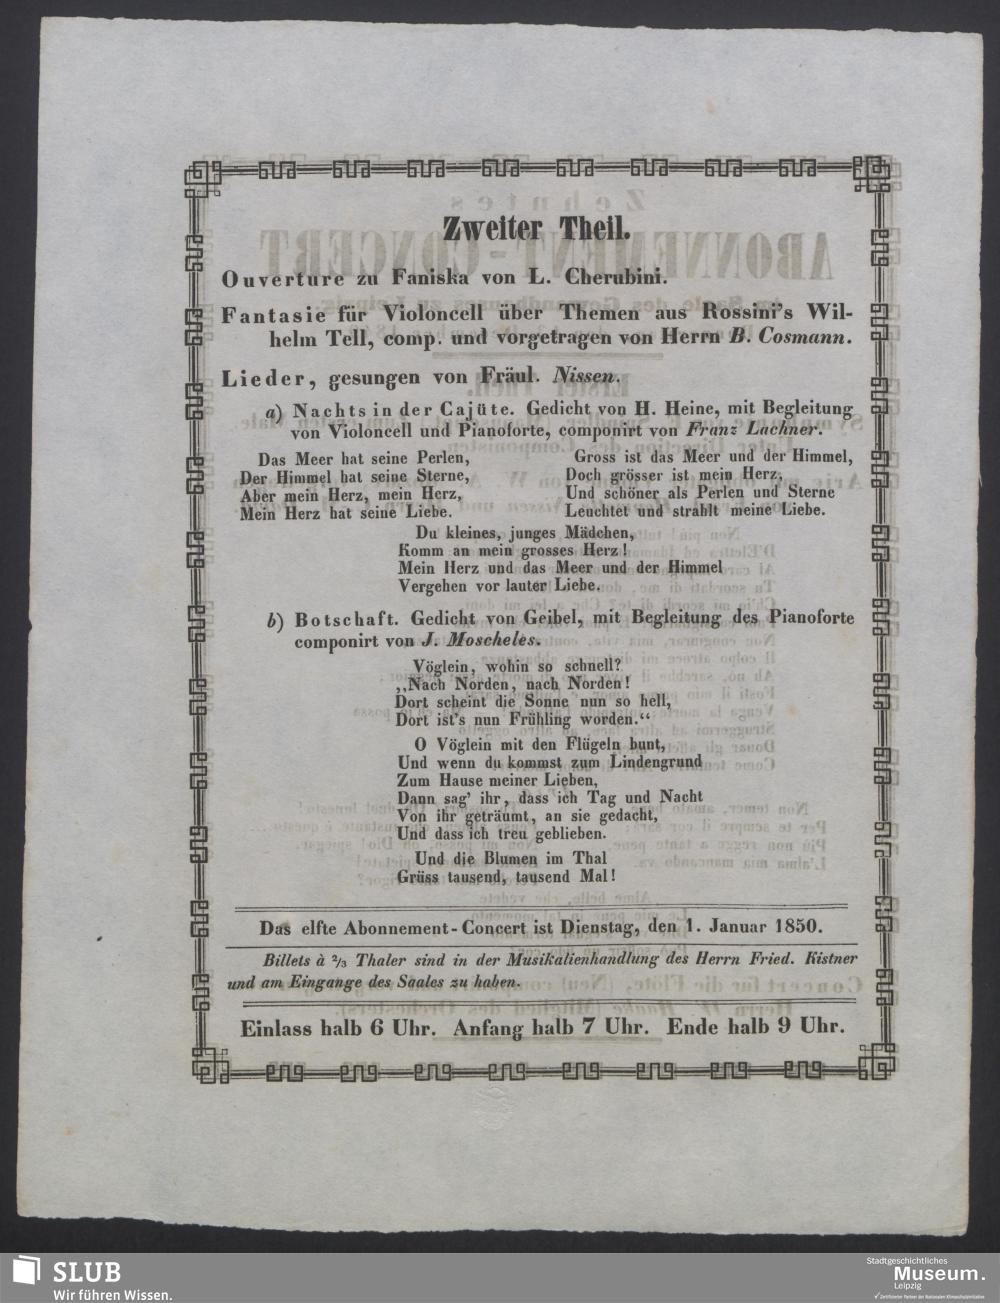 Zweiter Theil.
Ouverture zu Faniska von L. Cherubini.
Fantasie für Violoncell über Themen aus Rossini's Wil-
helm Tell, comp. und vorgetragen von Herrn B. Cosmann.
Lieder, gesungen von Fräul. Nissen.
a) Nachts in der Cajüte. Gedicht von H. Heine, mit Begleitung
von Violoncell und Pianoforte, componirt von Franz Lachner.
Das Meer hat seine Perlen,
Der Himmel hat seine Sterne,
Aber mein Herz, mein Herz,
Mein Herz hat seine Liebe.
Gross ist das Meer und der Himmel,
Doch grösser ist mein Herz,
Und schöner als Perlen und Sterne
Leuchtet und strahlt meine Liebe.
Du kleines, junges Mädchen,
Komm an mein grosses Herz!
Mein Herz und das Meer und der Himmel
Vergehen vor lauter Liebe.
b) Botschaft. Gedicht von Geibel, mit Begleitung des Pianoforte
componirt von J. Moscheles.
Vöglein, wohin so schnell?
„Nach Norden, nach Norden!
Dort scheint die Sonne nun so hell,
Dort ist's nun Frühling worden.“
O Vöglein mit den Flügeln bunt,
Und wenn du kommst zum Lindengrund
Zum Hause meiner Lieben,
Dann sag' ihr, dass ich Tag und Nacht
Von ihr geträumt, an sie gedacht,
Und dass ich treu geblieben.
Und die Blumen im Thal
Grüss tausend, tausend Mal!
Das elfte Abonnement-Concert ist Dienstag, den 1. Januar 1850.
Billets à 2/3 Thaler sind in der Musikalienhandlung des Herrn Fried. Kistner
und am Eingange des Saales zu haben.
Einlass halb 6 Uhr. Anfang halb 7 Uhr. Ende halb 9 Uhr.
SLUB
Wir führen Wissen.
Stadtgeschichtliches
Museum.
Leipzig
Zertifizierter Partner der Nationalen Klimaschutzinitiative